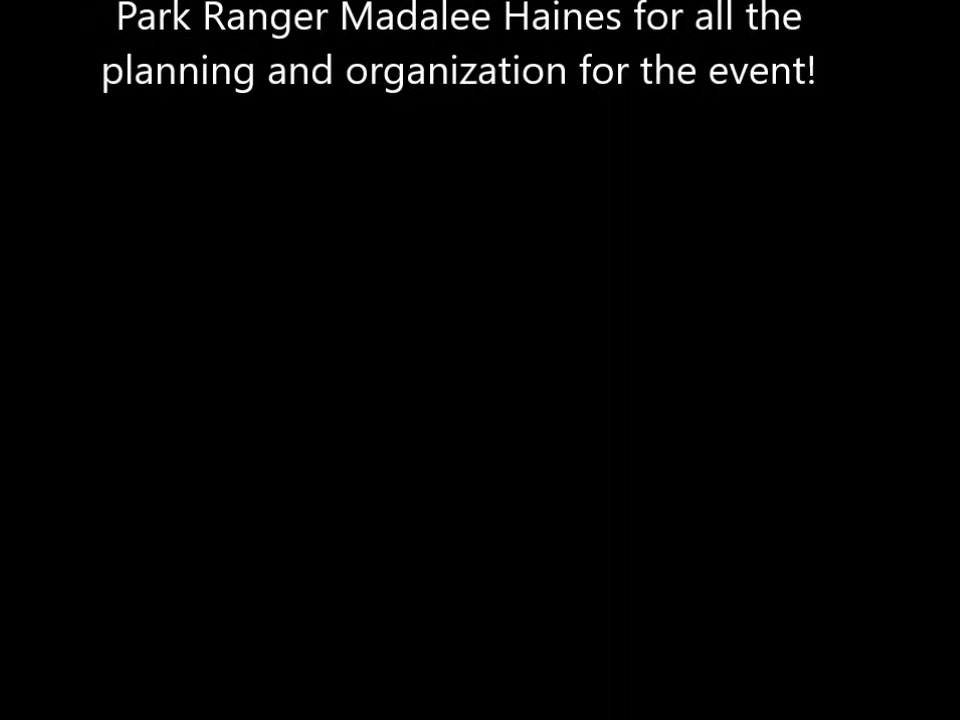 Park Ranger Madalee Haines for all the
planning and organization for the event!